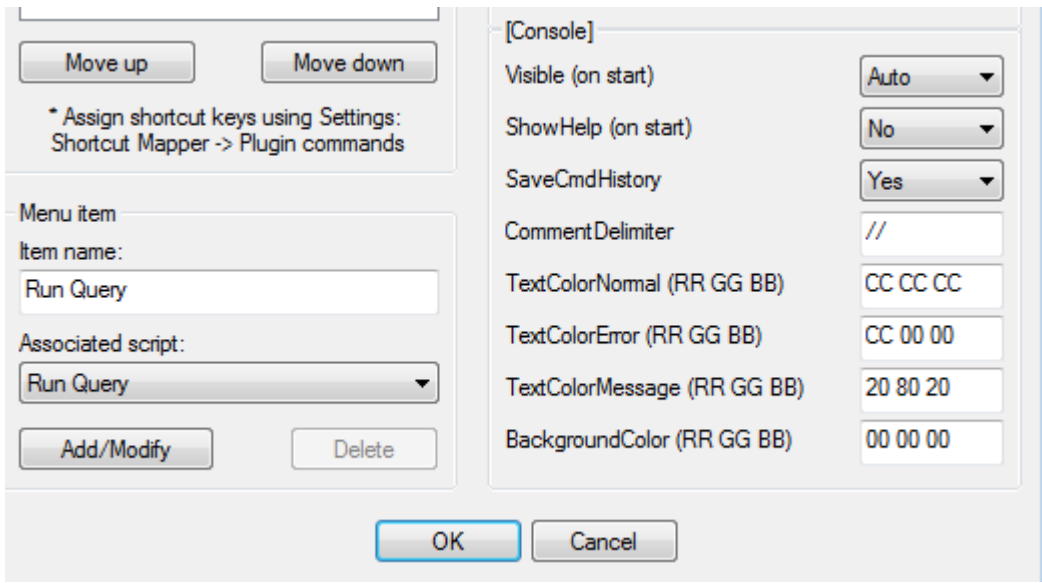 Move up
Move down
* Assign shortcut keys using Settings:
Shortcut Mapper -> Plugin commands
Menu item
Item name:
Run Query
Associated script:
Run Query
Add/Modify
Delete
[Console]
Visible (on start)
Auto
ShowHelp (on start)
No
SaveCmdHistory
Yes
CommentDelimiter
//
TextColorNormal (RR GG BB)
CC CC CC
TextColorError (RR GG BB)
CC 00 00
TextColorMessage (RR GG BB)
20 80 20
BackgroundColor (RR GG BB)
00 00 00
OK
Cancel